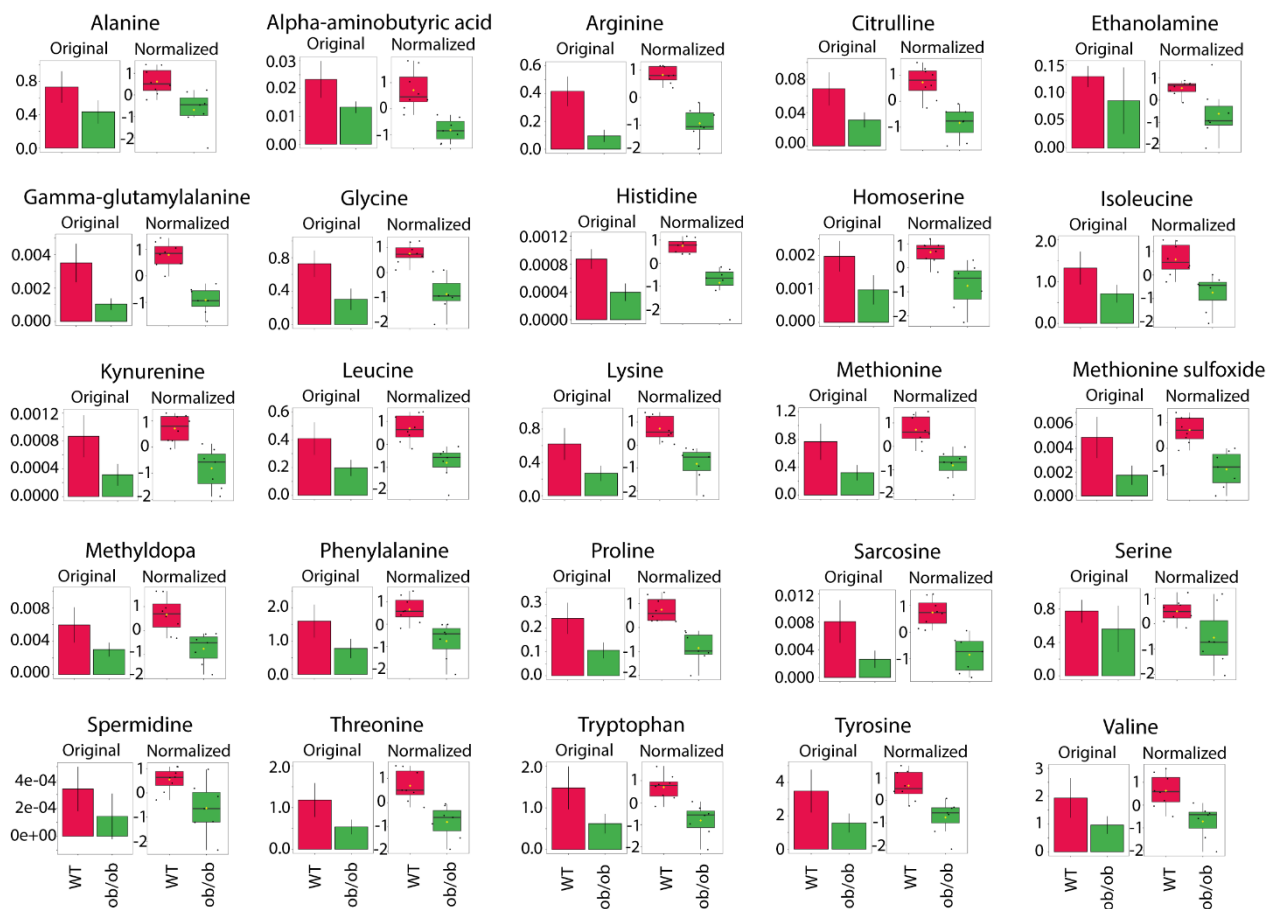 Alanine
Original Normalized
0.8
0.4
0.0
1
0
-1
-2
Alpha-aminobutyric acid
Original Normalized
0.03
0.02
0.01
0.00
1
0
-1
Arginine
Original Normalized
0.6
0.4
0.2
0.0
1
0
-1
-2
Citrulline
Original Normalized
0.08
0.04
0.00
1
0
-1
Ethanolamine
Original Normalized
0.15
0.10
0.05
0.00
1
0
-1
-2
Gamma-glutamylalanine
Original Normalized
0.004
0.002
0.000
1
0
-1
Glycine
Original Normalized
0.8
0.4
0.0
1
0
-1
-2
Histidine
Original Normalized
0.0012
0.0008
0.0004
0.0000
1
0
-1
-2
Homoserine
Original Normalized
0.002
0.001
0.000
1
0
-1
-2
Isoleucine
Original Normalized
2.0
1.0
0.0
1
0
-1
-2
Kynurenine
Original Normalized
0.0012
0.0008
0.0004
0.0000
1
0
-1
-2
Leucine
Original Normalized
0.6
0.4
0.2
0.0
1
0
-1
-2
Lysine
Original Normalized
0.8
0.4
0.0
1
0
-1
-2
Methionine
Original Normalized
1.2
0.8
0.4
0.0
1
0
-1
-2
Methionine sulfoxide
Original Normalized
0.006
0.004
0.002
0.000
1
0
-1
Methyldopa
Original Normalized
0.008
0.004
0.000
1
0
-1
-2
Phenylalanine
Original Normalized
2.0
1.0
0.0
1
0
-1
-2
Proline
Original Normalized
0.3
0.2
0.1
0.0
1
0
-1
-2
Sarcosine
Original Normalized
0.012
0.008
0.004
0.000
1
0
-1
Serine
Original Normalized
0.8
0.4
0.0
1
0
-1
-2
Spermidine
Original Normalized
4e-04
2e-04
0e+00
1
0
-1
-2
WT
ob/ob
WT
ob/ob
Threonine
Original Normalized
2.0
1.0
0.0
1
0
-1
-2
WT
ob/ob
WT
ob/ob
Tryptophan
Original Normalized
2.0
1.0
0.0
1
0
-1
-2
WT
ob/ob
WT
ob/ob
Tyrosine
Original Normalized
4
2
0
1
0
-1
-2
WT
ob/ob
WT
ob/ob
Valine
Original Normalized
3
2
1
0
1
0
-1
-2
WT
ob/ob
WT
ob/ob